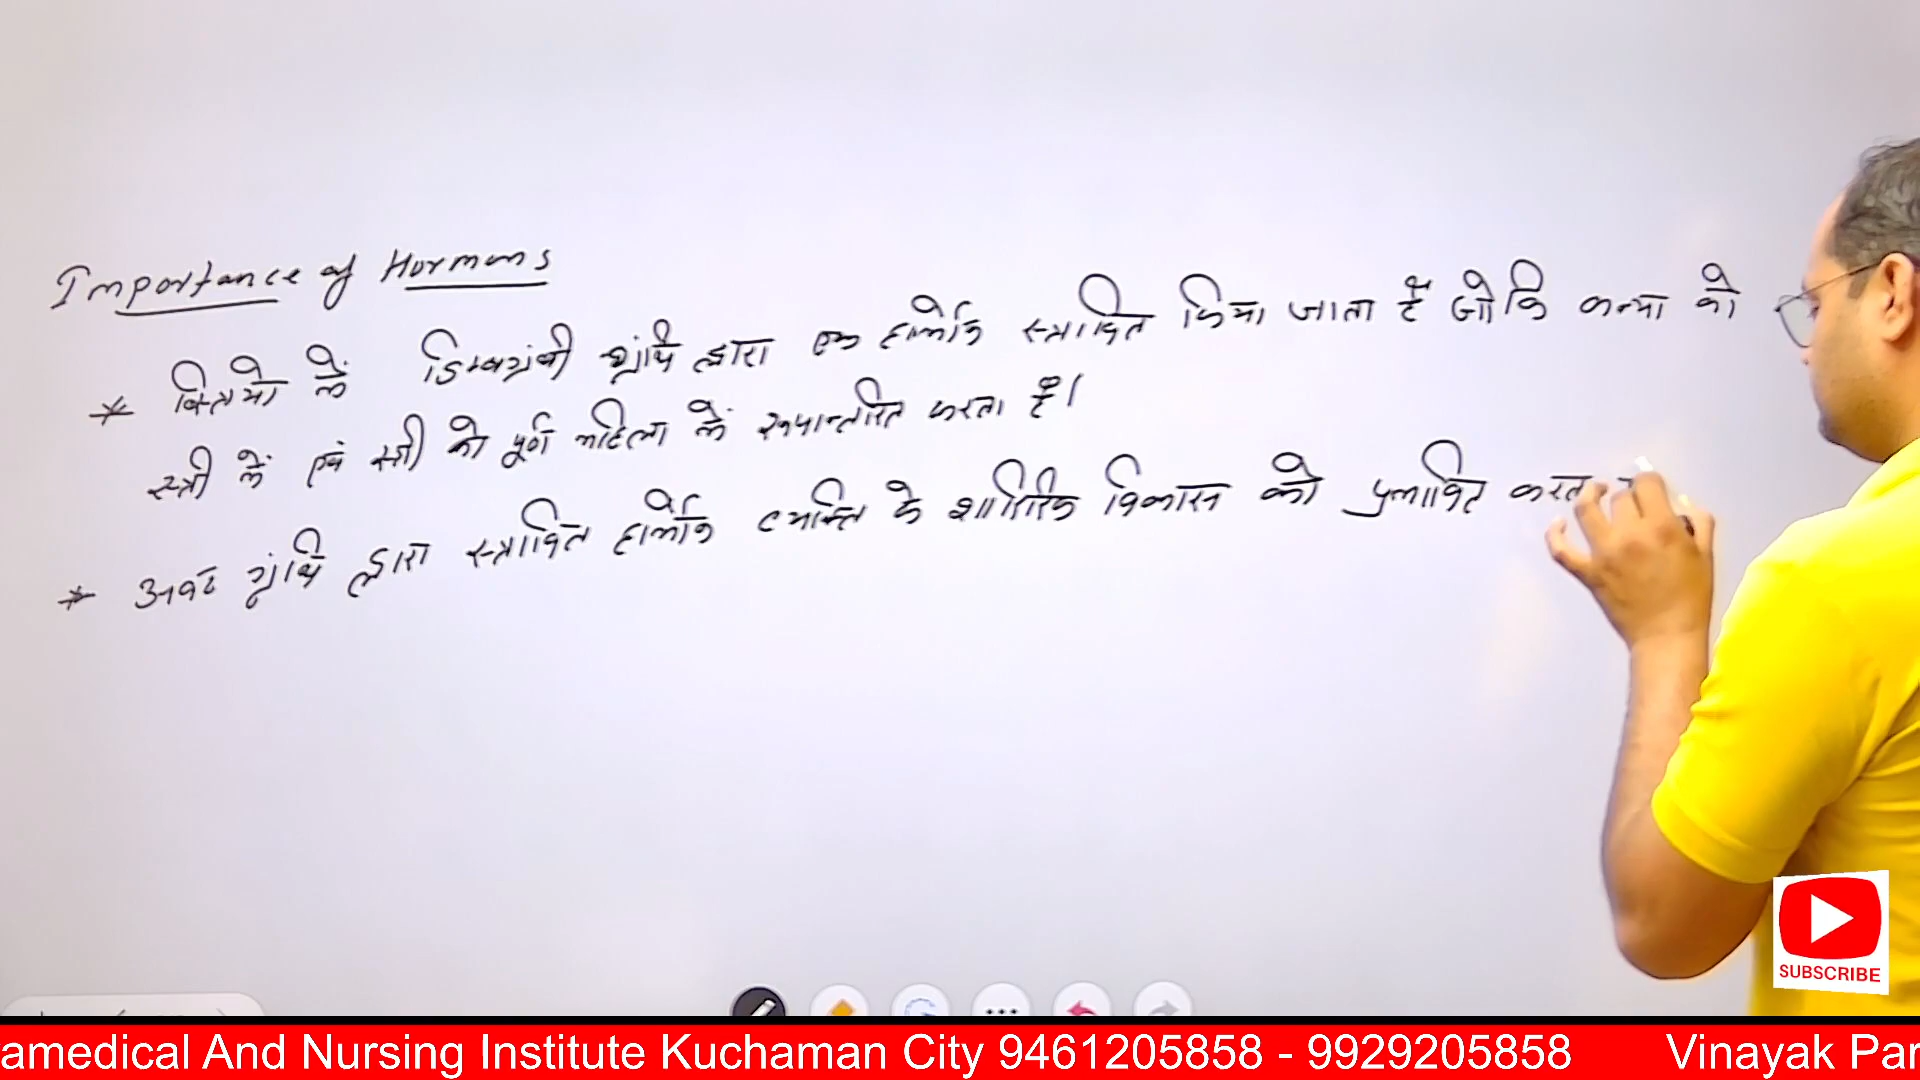 Importance of Hormons
* स्त्रियों में डिम्बग्रंथी ग्रंथि द्वारा एक हार्मोन स्त्रावित किया जाता है जोकि कन्या को
स्त्री में एवं स्त्री को पूर्ण महिला में रूपान्तरित करता है।
* अवटु ग्रंथि द्वारा स्त्रावित हार्मोन व्यक्ति के शारिरिक विकास को प्रभावित करता
SUBSCRIBE
amedical And Nursing Institute Kuchaman City 9461205858 - 9929205858 Vinayak Par